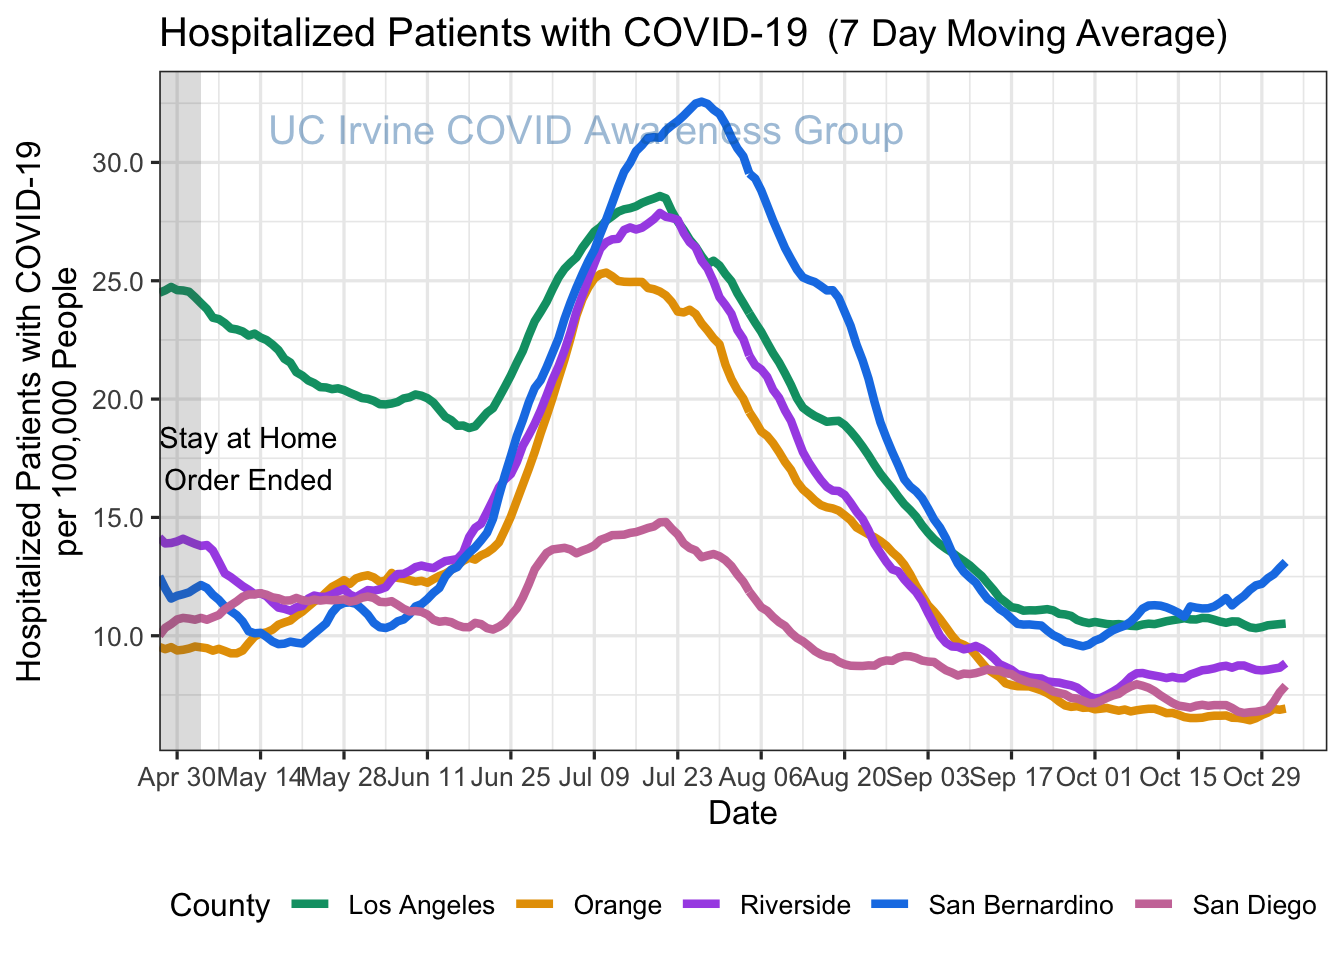 Hospitalized Patients with COVID-19 (7 Day Moving Average)
Hospitalized Patients with COVID-19
per 100,000 People
UC Irvine COVID Awareness Group
30.0
25.0
20.0
15.0
10.0
Stay at Home
Order Ended
Apr 30 May 14 May 28 Jun 11 Jun 25 Jul 09 Jul 23 Aug 06 Aug 20 Sep 03 Sep 17 Oct 01 Oct 15 Oct 29
Date
County Los Angeles Orange Riverside San Bernardino San Diego